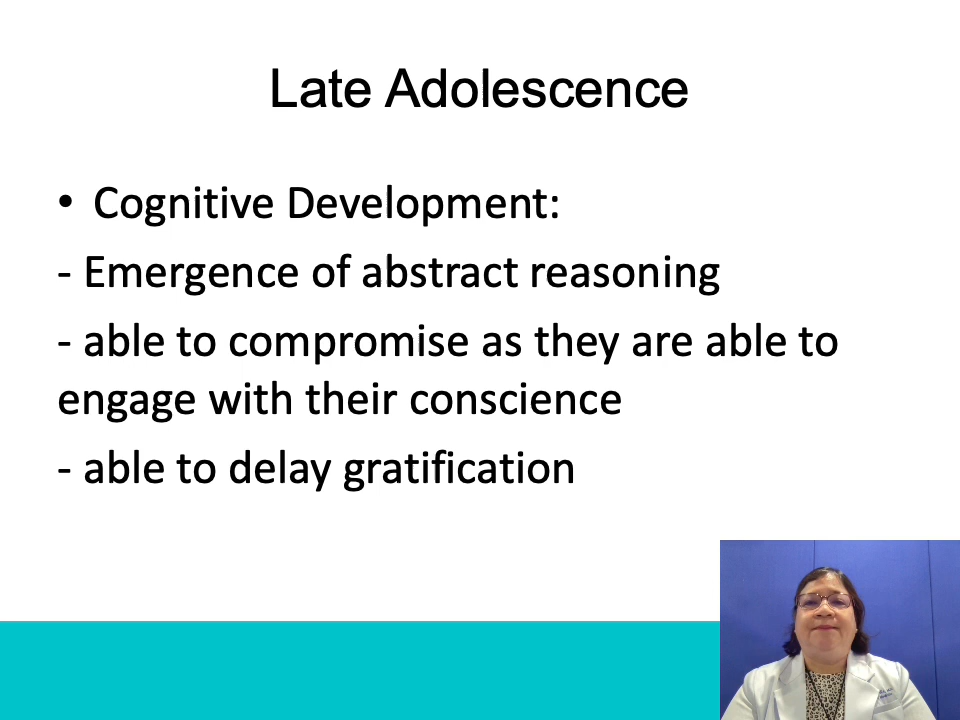 Late Adolescence
• Cognitive Development:
- Emergence of abstract reasoning
- able to compromise as they are able to
engage with their conscience
- able to delay gratification